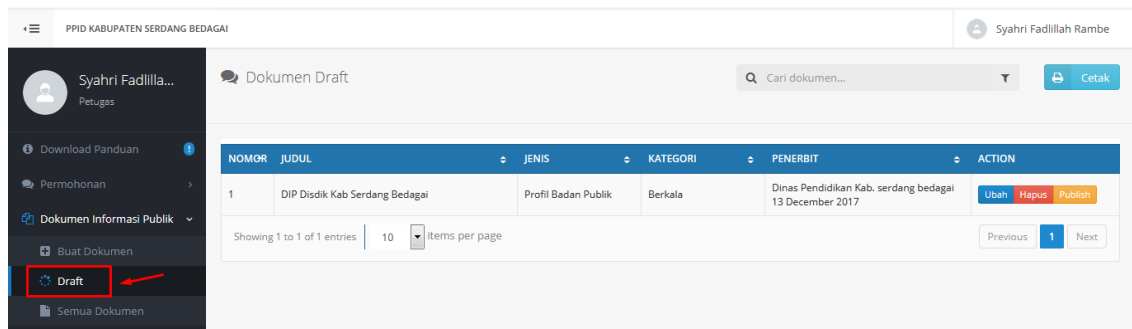 PPID KABUPATEN SERDANG BEDAGAI
Syahri Fadlillah Rambe
Syahri Fadlilla...
Petugas
Download Panduan
Permohonan
Dokumen Informasi Publik
Buat Dokumen
Draft
Semua Dokumen
Dokumen Draft
Cari dokumen...
Cetak
NOMOR JUDUL JENIS KATEGORI PENERBIT ACTION
1 DIP Disdik Kab Serdang Bedagai Profil Badan Publik Berkala Dinas Pendidikan Kab. serdang bedagai
13 December 2017
Ubah Hapus Publish
Showing 1 to 1 of 1 entries 10 items per page
Previous 1 Next